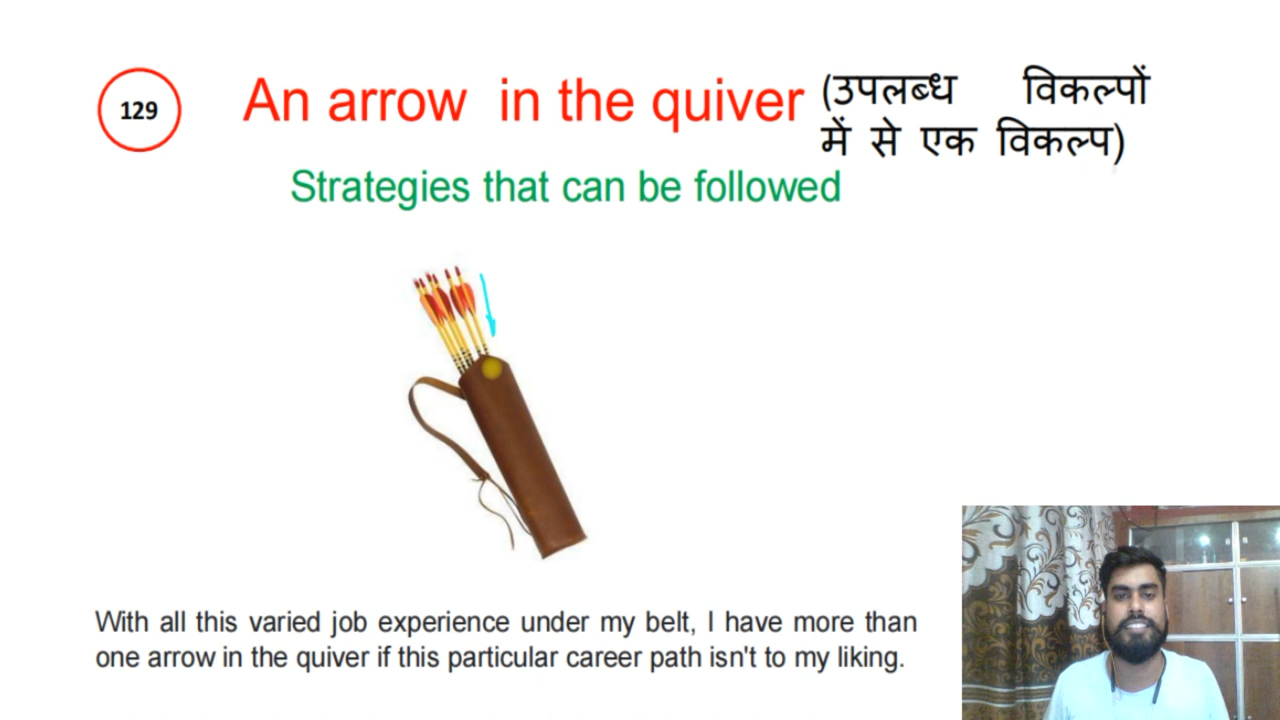 129
An arrow in the quiver (उपलब्ध विकल्पों
में से एक विकल्प)
Strategies that can be followed
With all this varied job experience under my belt, I have more than
one arrow in the quiver if this particular career path isn't to my liking.